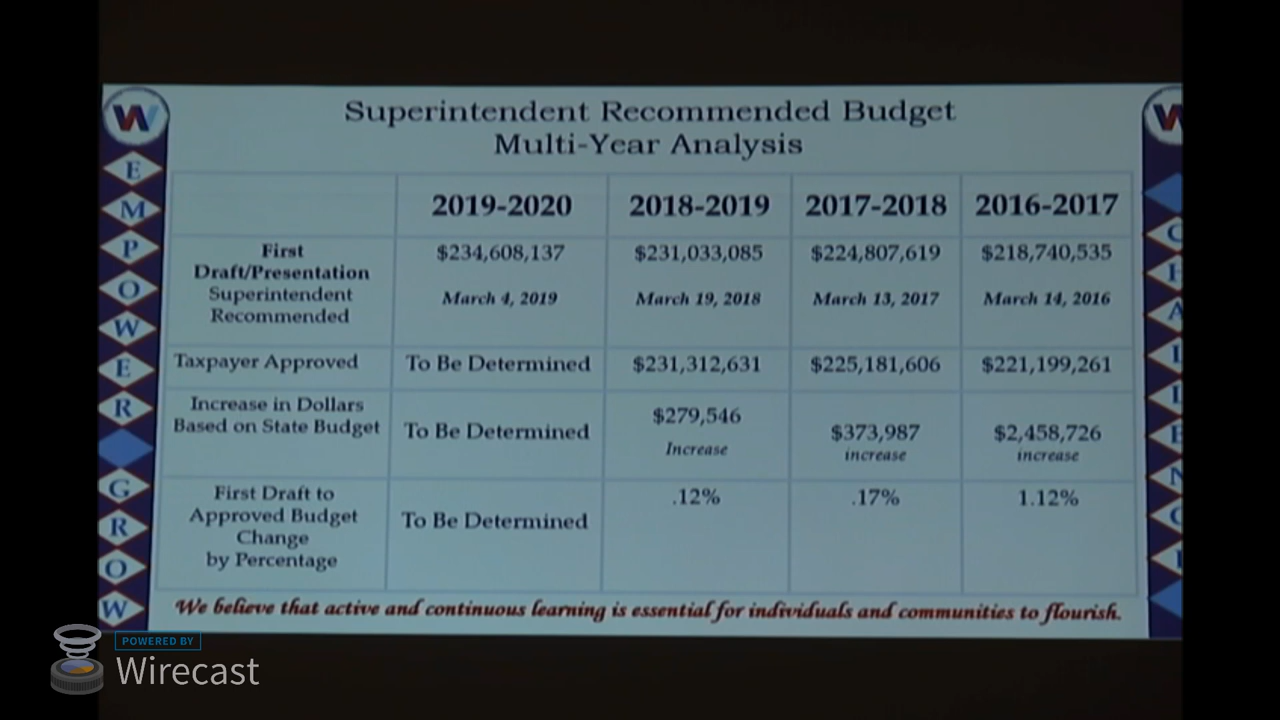 Superintendent Recommended Budget
Multi-Year Analysis
2019-2020 2018-2019 2017-2018 2016-2017
First
Draft/Presentation
Superintendent
Recommended
$234,608,137 $231,033,085 $224,807,619 $218,740,535
March 4, 2019 March 19, 2018 March 13, 2017 March 14, 2016
Taxpayer Approved To Be Determined $231,312,631 $225,181,606 $221,199,261
Increase in Dollars
Based on State Budget
To Be Determined
$279,546
Increase
$373,987
increase
$2,458,726
increase
First Draft to
Approved Budget
Change
by Percentage
To Be Determined
.12% .17% 1.12%
We believe that active and continuous learning is essential for individuals and communities to flourish.
W
EMPOWER
GROW
W
POWERED BY
Wirecast